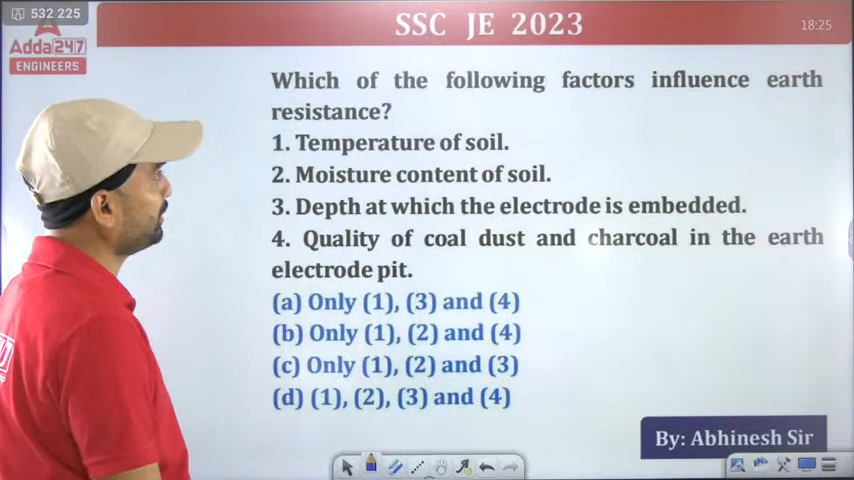 532 225
SSC JE 2023
18:25
Adda247
ENGINEERS
Which of the following factors influence earth
resistance?
1. Temperature of soil.
2. Moisture content of soil.
3. Depth at which the electrode is embedded.
4. Quality of coal dust and charcoal in the earth
electrode pit.
(a) Only (1), (3) and (4)
(b) Only (1), (2) and (4)
(c) Only (1), (2) and (3)
(d) (1), (2), (3) and (4)
By: Abhinesh Sir